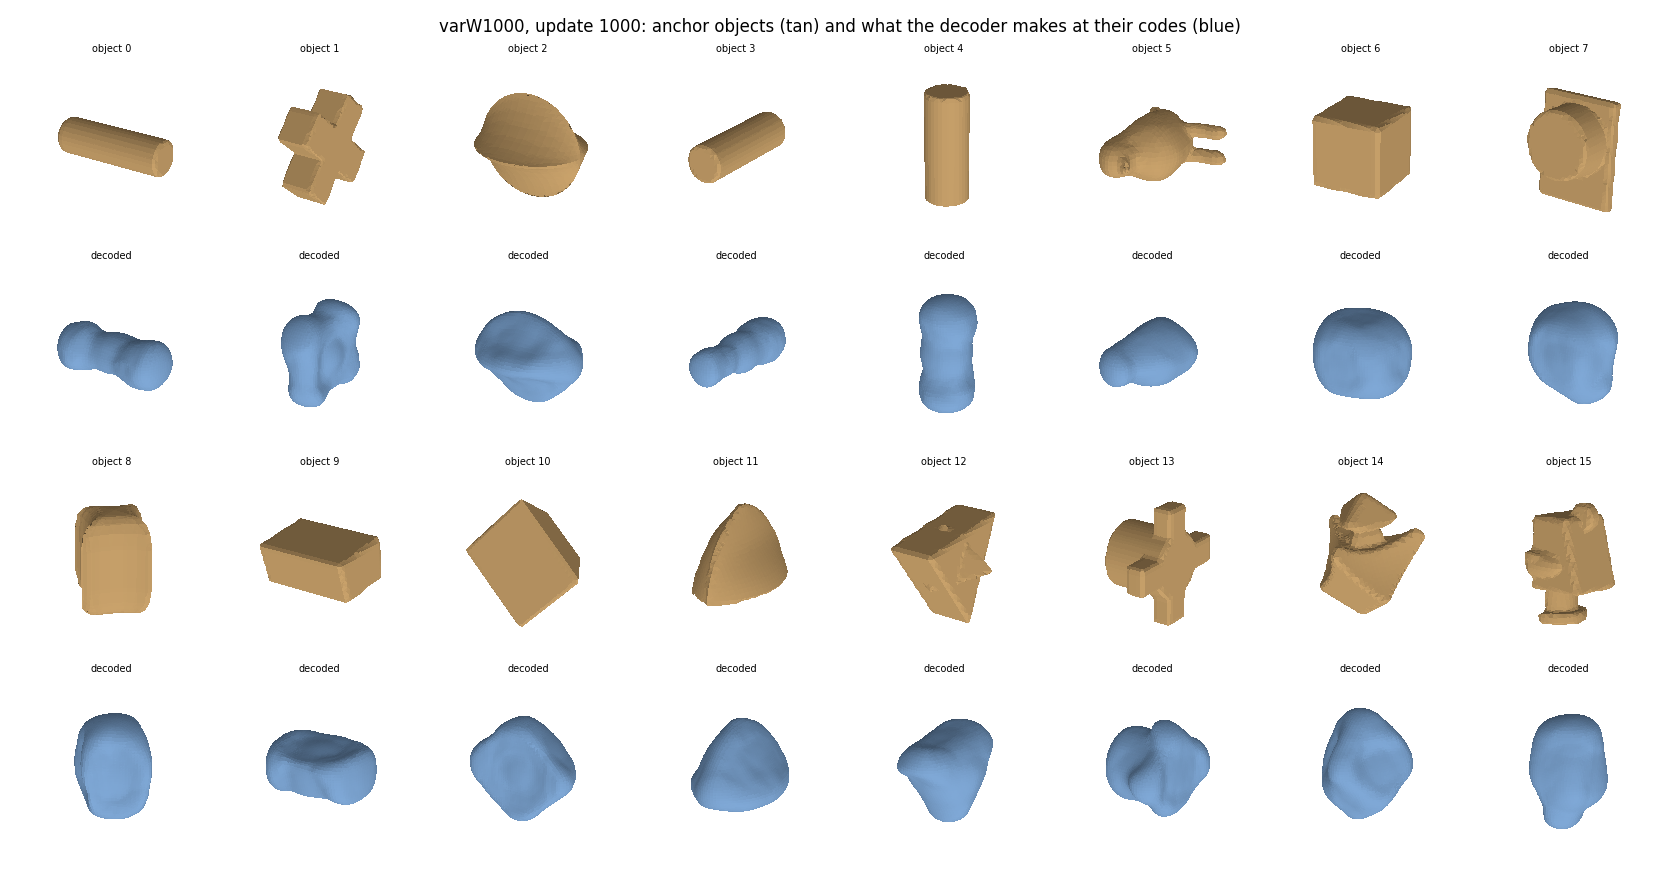 varW1000, update 1000: anchor objects (tan) and what the decoder makes at their codes (blue)
object 0 object 1 object 2 object 3 object 4 object 5 object 6 object 7
decoded decoded decoded decoded decoded decoded decoded decoded
object 8 object 9 object 10 object 11 object 12 object 13 object 14 object 15
decoded decoded decoded decoded decoded decoded decoded decoded